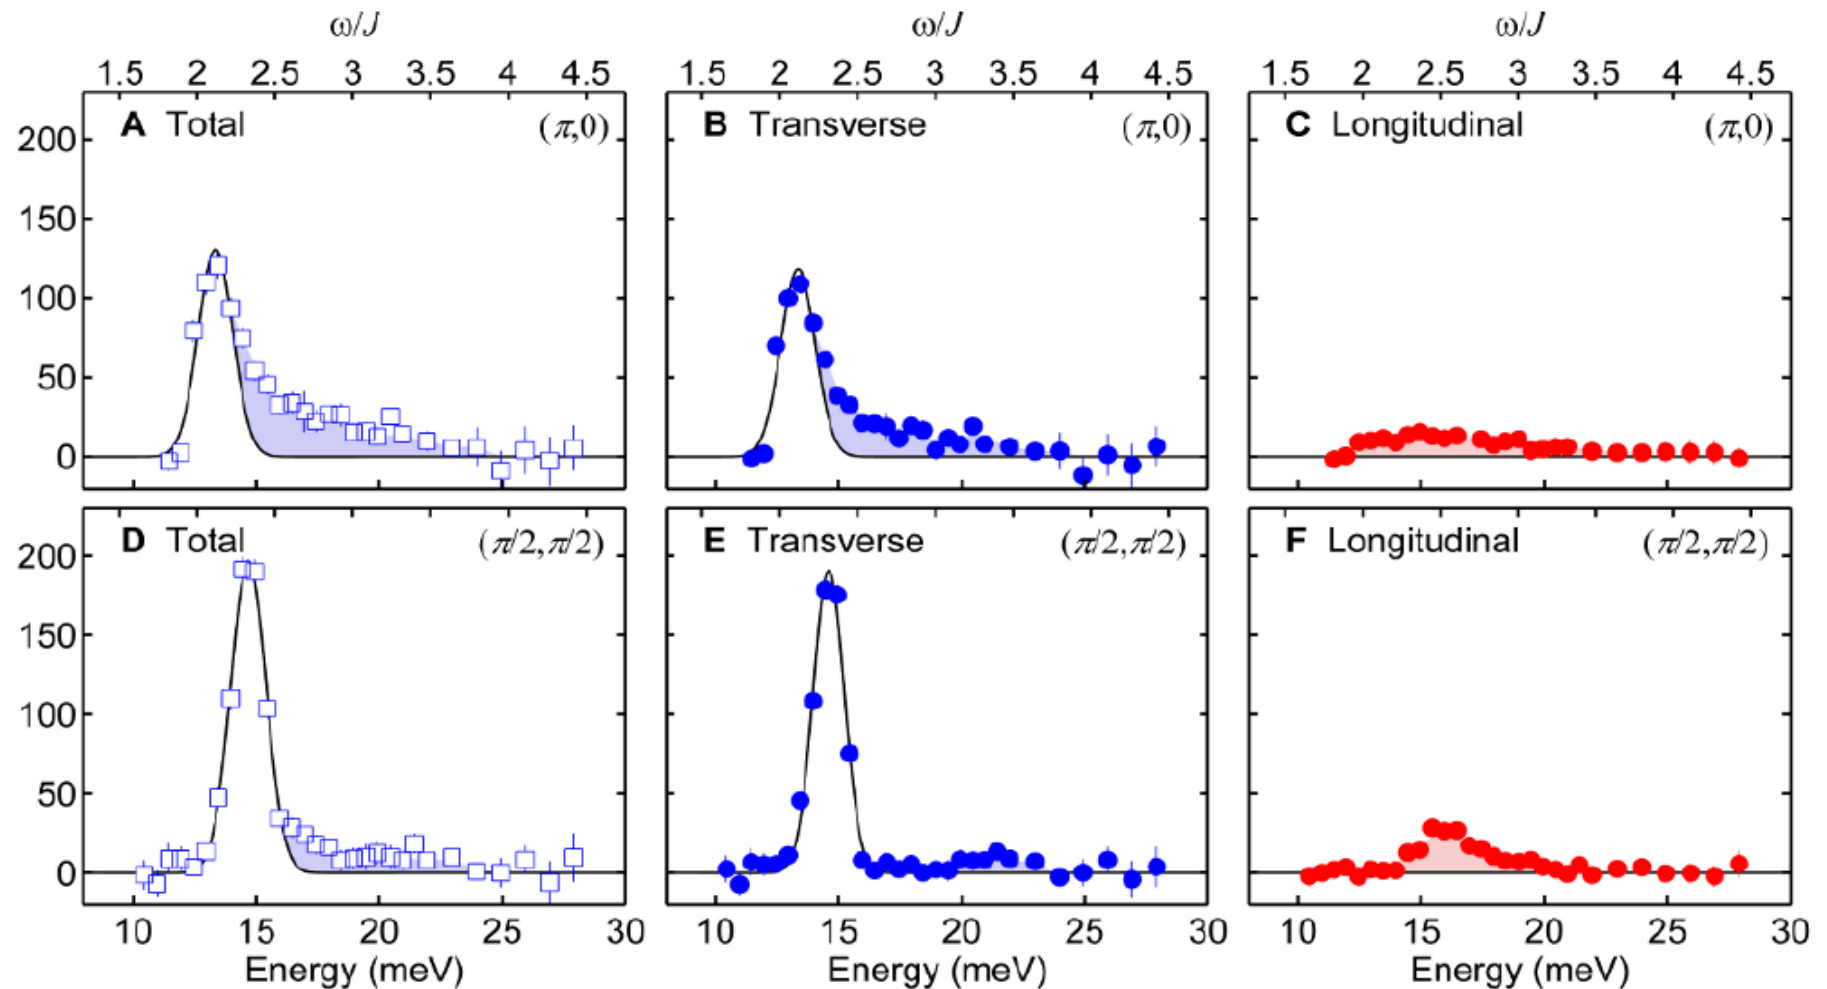 ω/J ω/J ω/J
1.5 2 2.5 3 3.5 4 4.5 1.5 2 2.5 3 3.5 4 4.5 1.5 2 2.5 3 3.5 4 4.5
A Total (π,0) B Transverse (π,0) C Longitudinal (π,0)
200
150
100
50
0
D Total (π/2,π/2) E Transverse (π/2,π/2) F Longitudinal (π/2,π/2)
200
150
100
50
0
10 15 20 25 30 10 15 20 25 30 10 15 20 25 30
Energy (meV) Energy (meV) Energy (meV)